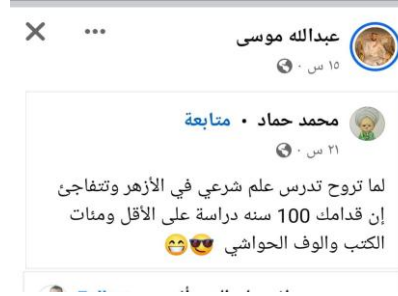 عبدالله موسى
١٥ س ·
محمد حماد • متابعة
٢١ س ·
لما تروح تدرس علم شرعي في الأزهر وتتفاجئ
إن قدامك 100 سنه دراسة على الأقل ومئات
الكتب والوف الحواشي 😎😁